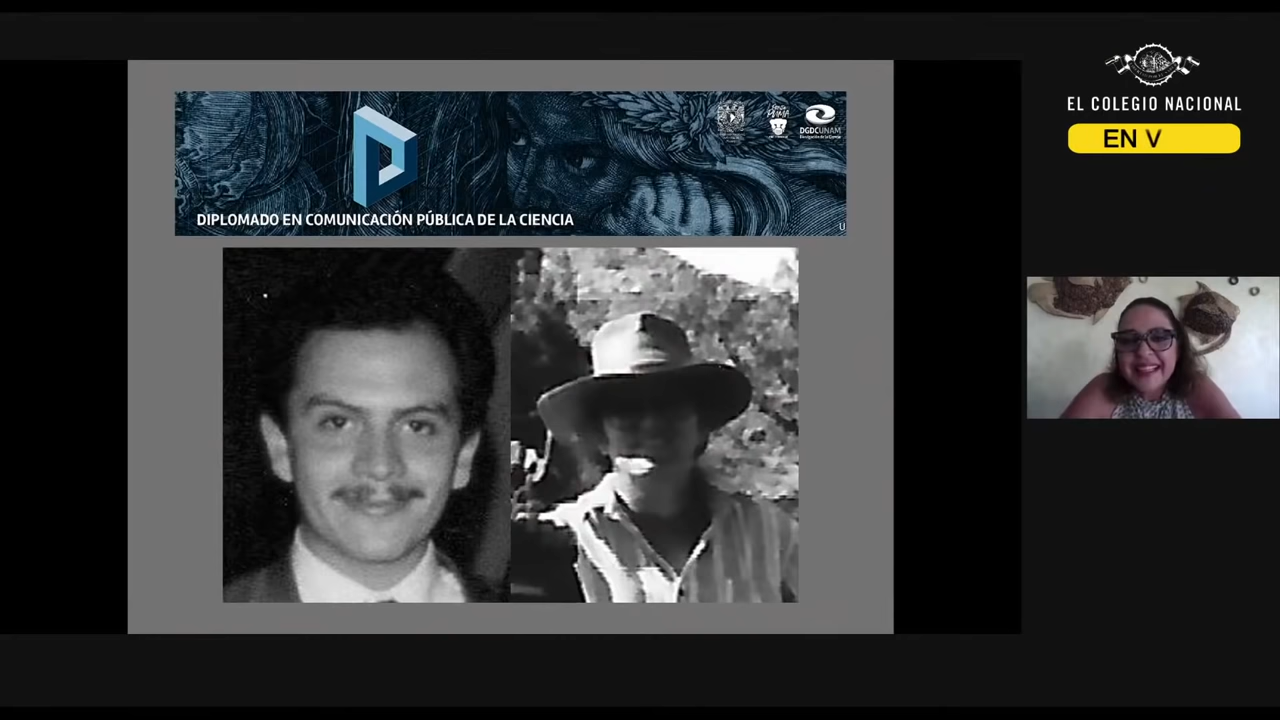 DIPLOMADO EN COMUNICACIÓN PÚBLICA DE LA CIENCIA
DGDCUNAM
U
EL COLEGIO NACIONAL
EN V